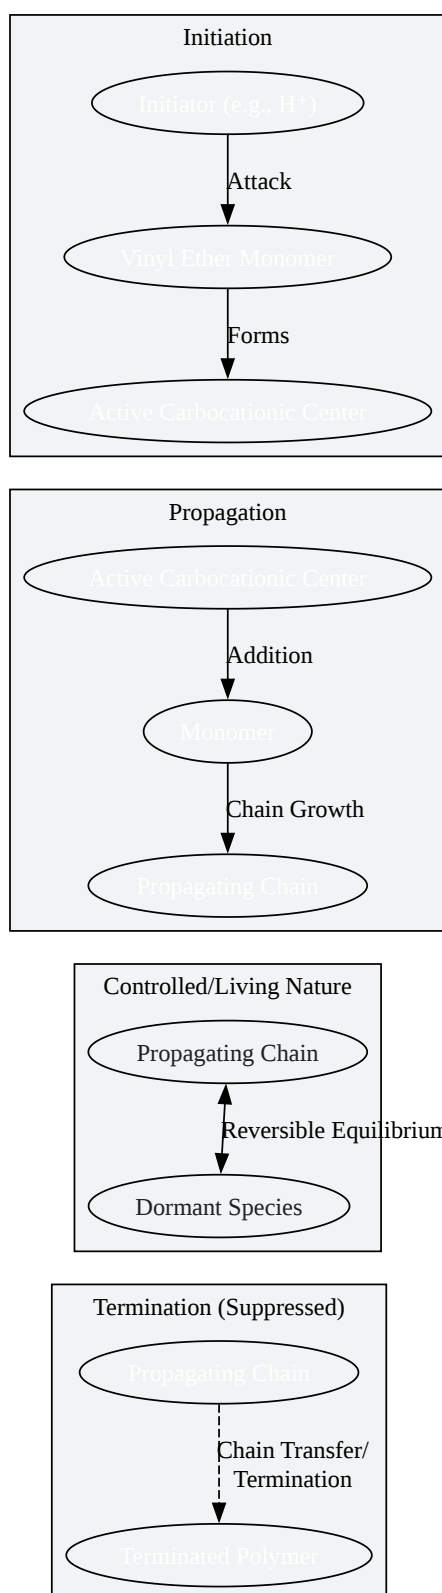 Initiation
Initiator (e.g., H⁺)
Attack
Vinyl Ether Monomer
Forms
Active Carbocationic Center
Propagation
Active Carbocationic Center
Addition
Monomer
Chain Growth
Propagating Chain
Controlled/Living Nature
Propagating Chain
Reversible Equilibrium
Dormant Species
Termination (Suppressed)
Propagating Chain
Chain Transfer/
Termination
Terminated Polymer